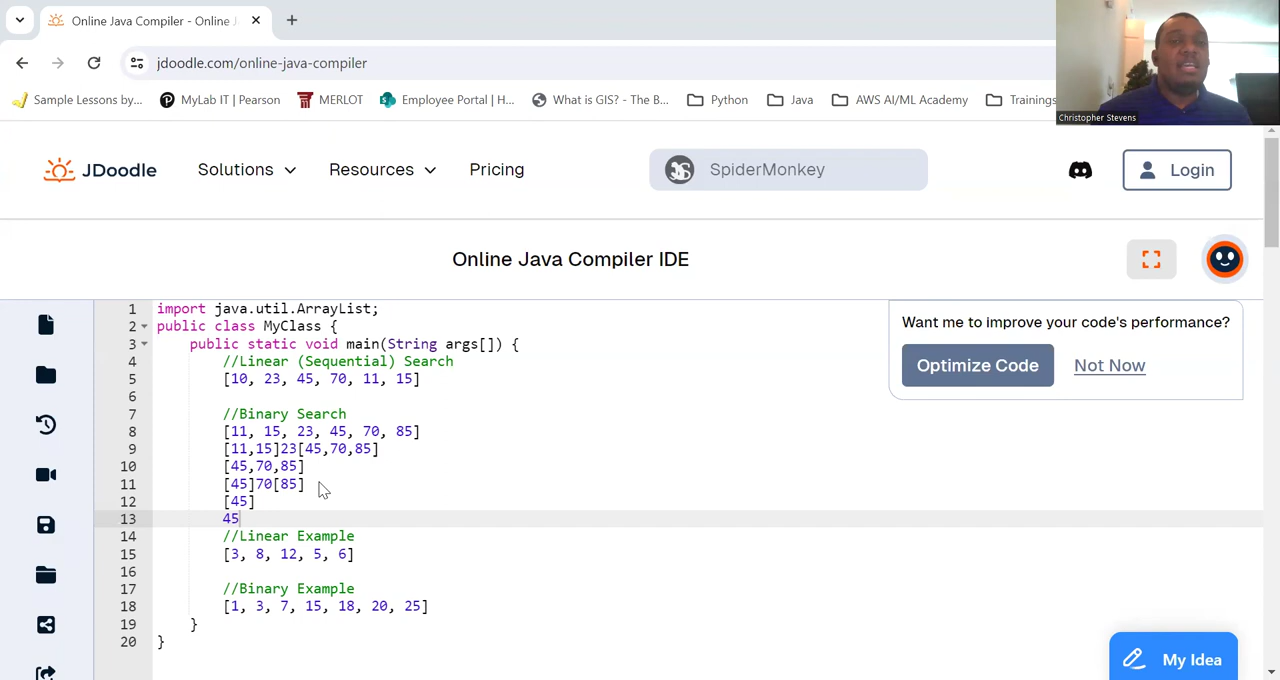 Online Java Compiler - Online J
jdoodle.com/online-java-compiler
Sample Lessons by... MyLab IT | Pearson MERLOT Employee Portal | H... What is GIS? - The B... Python Java AWS AI/ML Academy Trainings
Christopher Stevens
JDoodle Solutions Resources Pricing SpiderMonkey Login
Online Java Compiler IDE
1 import java.util.ArrayList;
2 public class MyClass {
3 public static void main(String args[]) {
4 //Linear (Sequential) Search
5 [10, 23, 45, 70, 11, 15]
6
7 //Binary Search
8 [11, 15, 23, 45, 70, 85]
9 [11,15]23[45,70,85]
10 [45,70,85]
11 [45]70[85]
12 [45]
13 45
14 //Linear Example
15 [3, 8, 12, 5, 6]
16
17 //Binary Example
18 [1, 3, 7, 15, 18, 20, 25]
19 }
20 }
Want me to improve your code's performance?
Optimize Code Not Now
My Idea